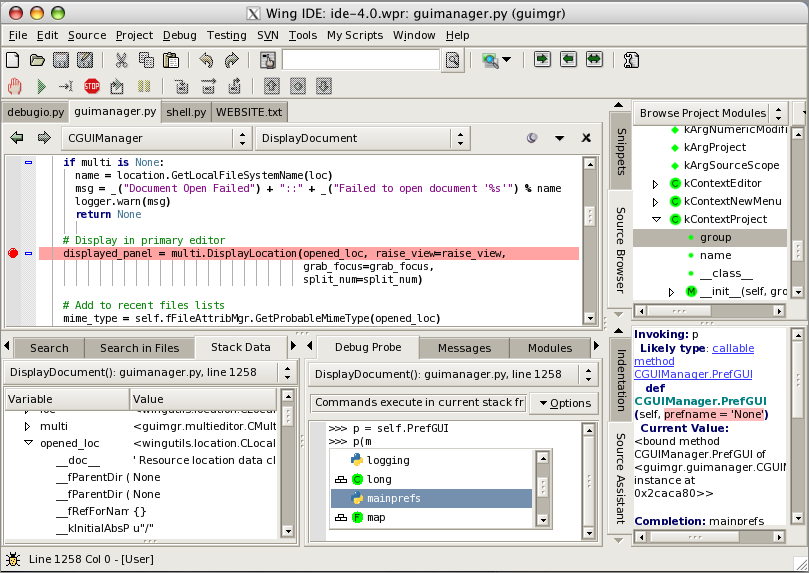 Wing IDE: ide-4.0.wpr: guimanager.py (guimgr)
File Edit Source Project Debug Testing SVN Tools My Scripts Window Help
STOP
debugio.py guimanager.py shell.py WEBSITE.txt
CGUIManager DisplayDocument
if multi is None:
name = location.GetLocalFileSystemName(loc)
msg = _("Document Open Failed") + "::" + _("Failed to open document '%s'") % name
logger.warn(msg)
return None
# Display in primary editor
displayed_panel = multi.DisplayLocation(opened_loc, raise_view=raise_view,
grab_focus=grab_focus,
split_num=split_num)
# Add to recent files lists
mime_type = self.fFileAttribMgr.GetProbableMimeType(opened_loc)
Snippets
Source Browser
Browse Project Modules
kArgNumericModifi
kArgProject
kArgSourceScope
C kContextEditor
C kContextNewMenu
C kContextProject
group
name
__class__
M __init__(self, gro
Search Search in Files Stack Data
DisplayDocument(): guimanager.py, line 1258
Variable Value
loc <wingutils.location.CLocal
multi <guimgr.multieditor.CMult
opened_loc <wingutils.location.CLocal
__doc__ ' Resource location data cl
__fParentDir ( None
__fParentDir ( None
__fRefForNam {}
__kInitialAbsP u"/"
Debug Probe Messages Modules
DisplayDocument(): guimanager.py, line 1258
Commands execute in current stack fr Options
>>> p = self.PrefGUI
>>> p(m
logging
C long
mainprefs
F map
Indentation
Source Assistant
Invoking: p
Likely type: callable
method
CGUIManager.PrefGUI
def
CGUIManager.PrefGUI
(self, prefname = 'None')
Current Value:
<bound method
CGUIManager.PrefGUI of
<guimgr.guimanager.CGUIM
instance at
0x2caca80>>
Completion: mainprefs
Line 1258 Col 0 - [User]